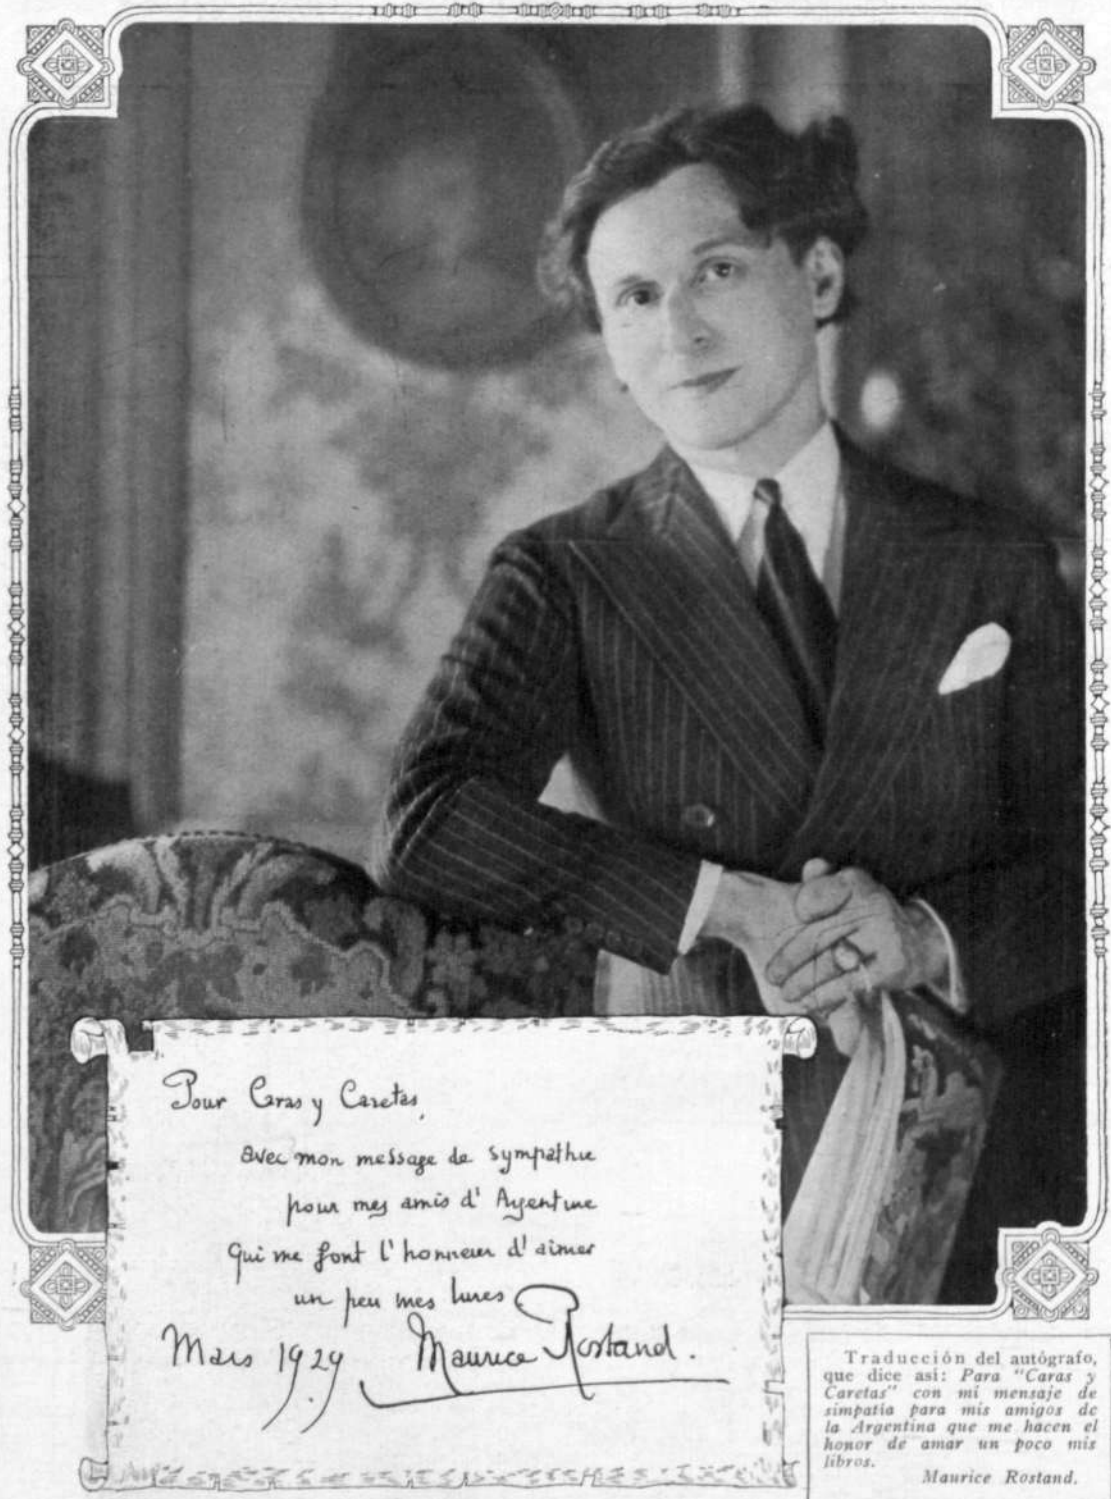 Pour Caras y Caretas,
avec mon message de sympathie
pour mes amis d'Argentine
qui me font l'honneur d'aimer
un peu mes livres
Mars 1929 Maurice Rostand.
Traducción del autógrafo,
que dice así: Para "Caras y
Caretas" con mi mensaje de
simpatía para mis amigos de
la Argentina que me hacen el
honor de amar un poco mis
libros.
Maurice Rostand.